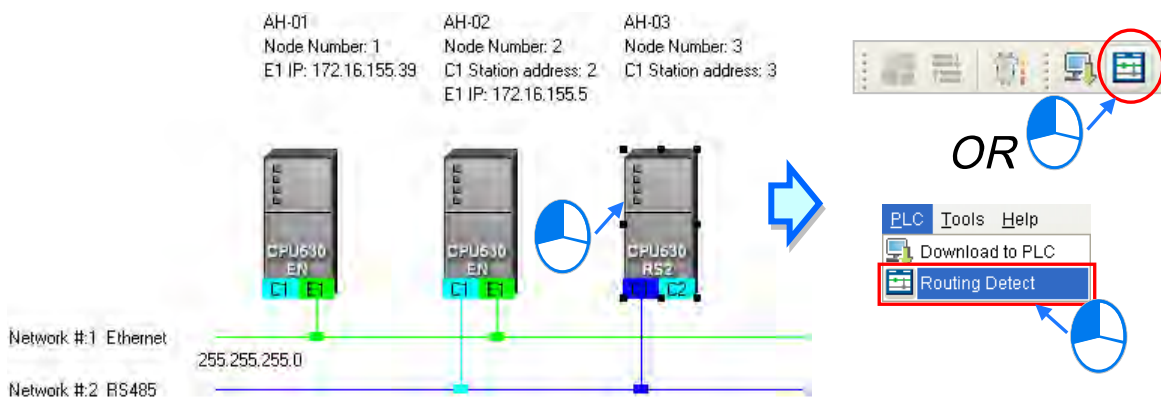 AH-01
Node Number: 1
E1 IP: 172.16.155.39
AH-02
Node Number: 2
C1 Station address: 2
E1 IP: 172.16.155.5
AH-03
Node Number: 3
C1 Station address: 3
CPU530
EN
C1 E1
CPU530
EN
C1 E1
CPU530
RS2
C1 C2
Network #:1 Ethernet
255.255.255.0
Network #:2 RS485
OR
PLC Tools Help
Download to PLC
Routing Detect